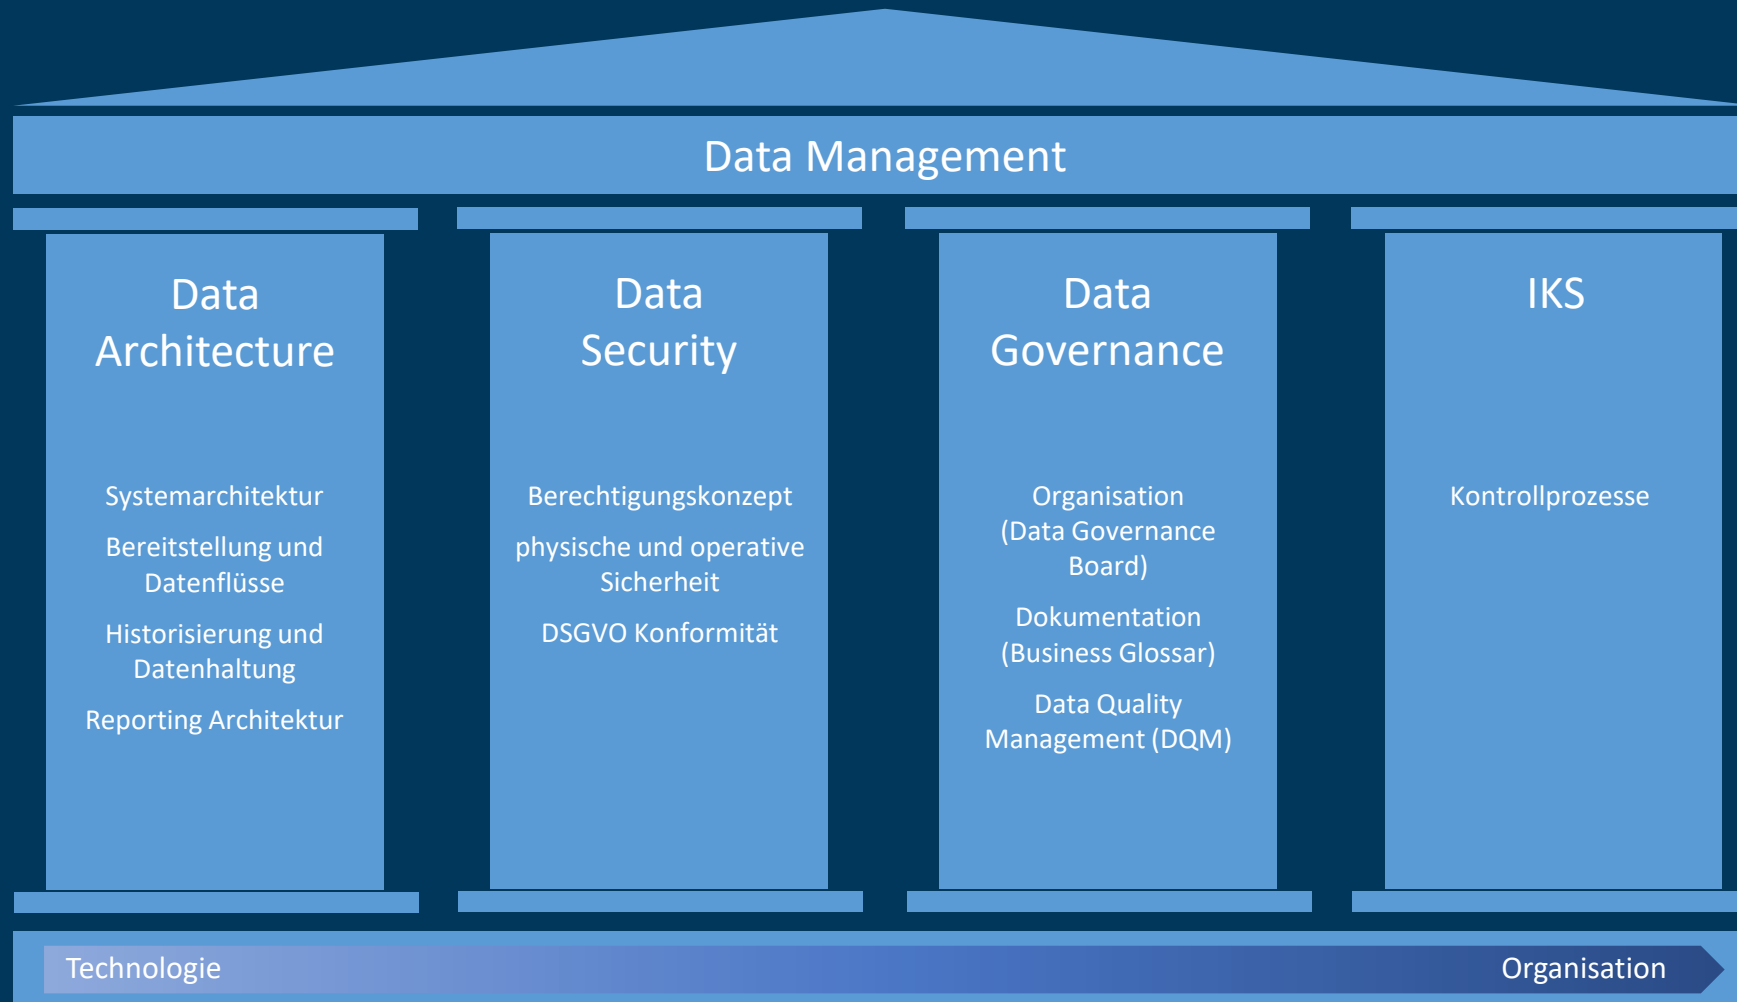 Data Management
Data
Architecture
Systemarchitektur
Bereitstellung und
Datenflüsse
Historisierung und
Datenhaltung
Reporting Architektur
Data
Security
Berechtigungskonzept
physische und operative
Sicherheit
DSGVO Konformität
Data
Governance
Organisation
(Data Governance
Board)
Dokumentation
(Business Glossar)
Data Quality
Management (DQM)
IKS
Kontrollprozesse
Technologie
Organisation